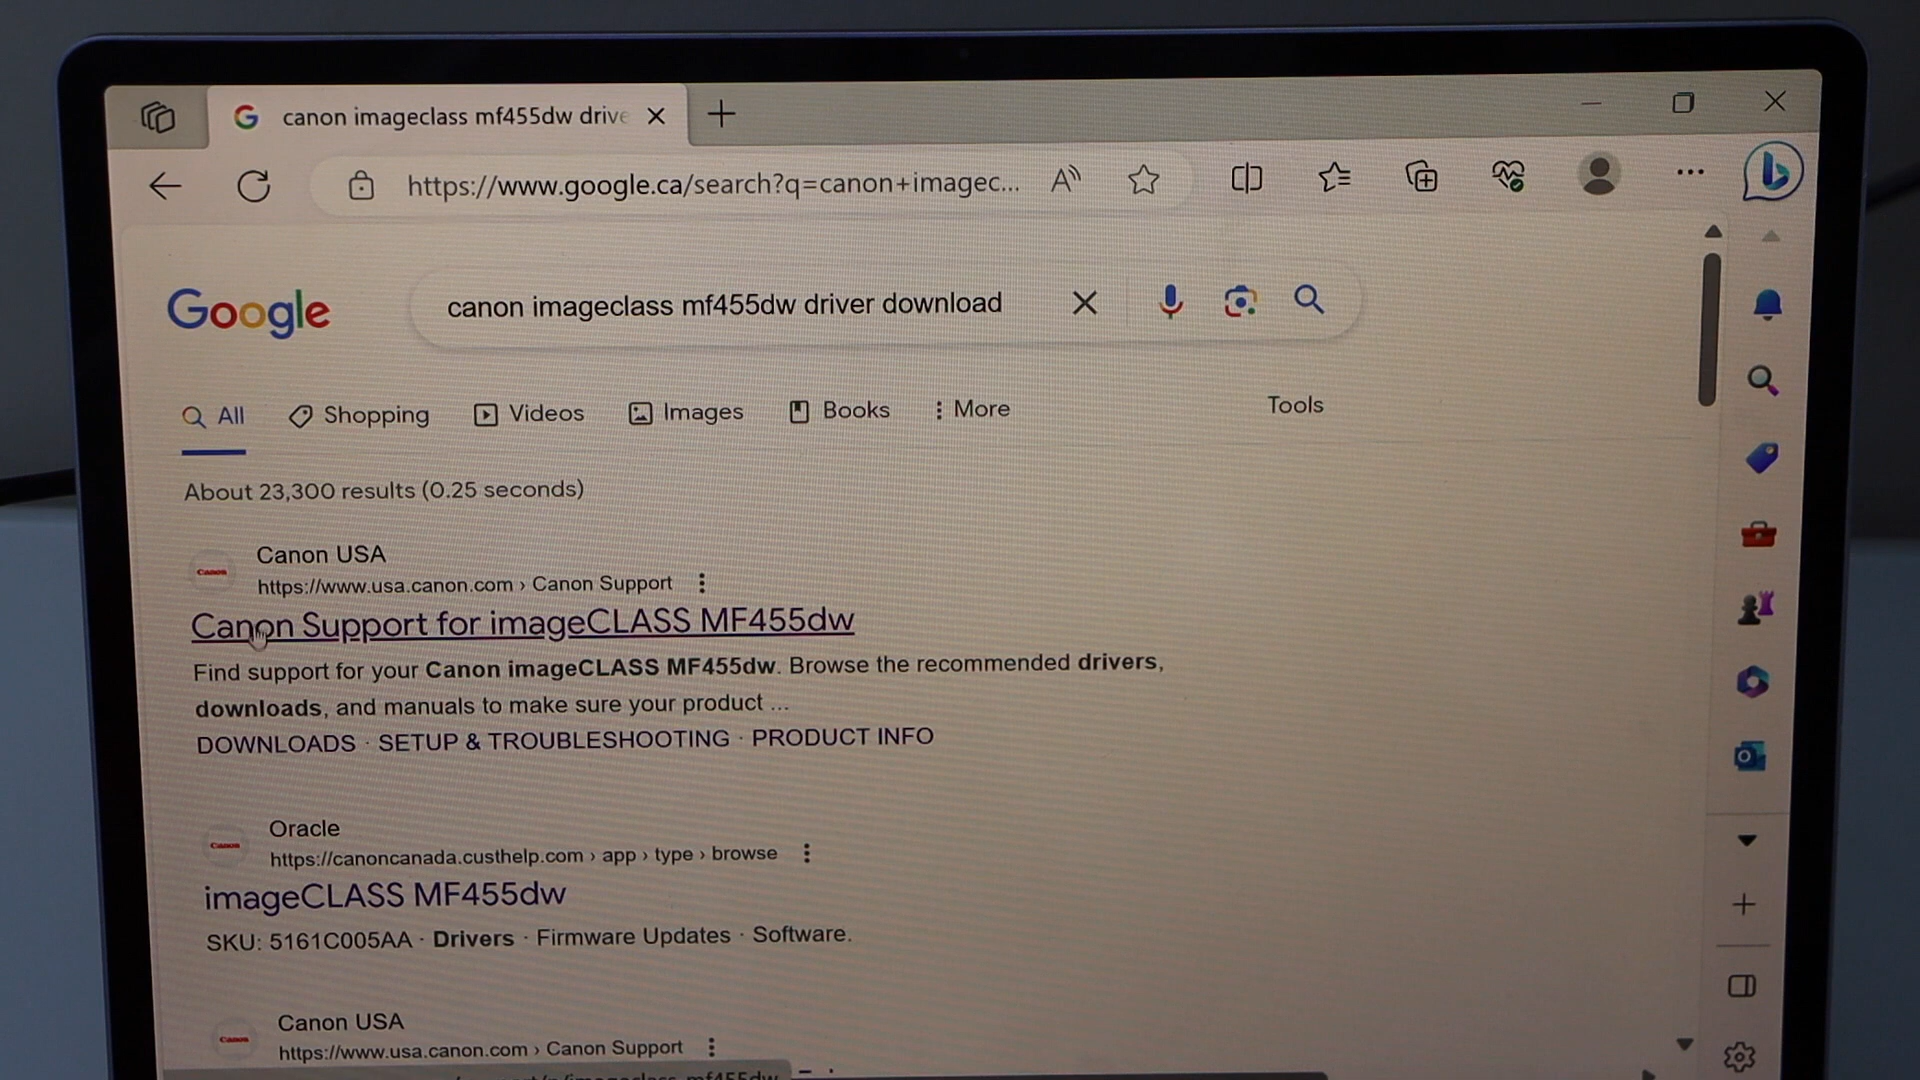 canon imageclass mf455dw drive
https://www.google.ca/search?q=canon+imagec...
Google
canon imageclass mf455dw driver download
All Shopping Videos Images Books More Tools
About 23,300 results (0.25 seconds)
Canon
Canon USA
https://www.usa.canon.com › Canon Support
Canon Support for imageCLASS MF455dw
Find support for your Canon imageCLASS MF455dw. Browse the recommended drivers,
downloads, and manuals to make sure your product ...
DOWNLOADS · SETUP & TROUBLESHOOTING · PRODUCT INFO
Canon
Oracle
https://canoncanada.custhelp.com › app › type › browse
imageCLASS MF455dw
SKU: 5161C005AA · Drivers · Firmware Updates · Software.
Canon
Canon USA
https://www.usa.canon.com › Canon Support